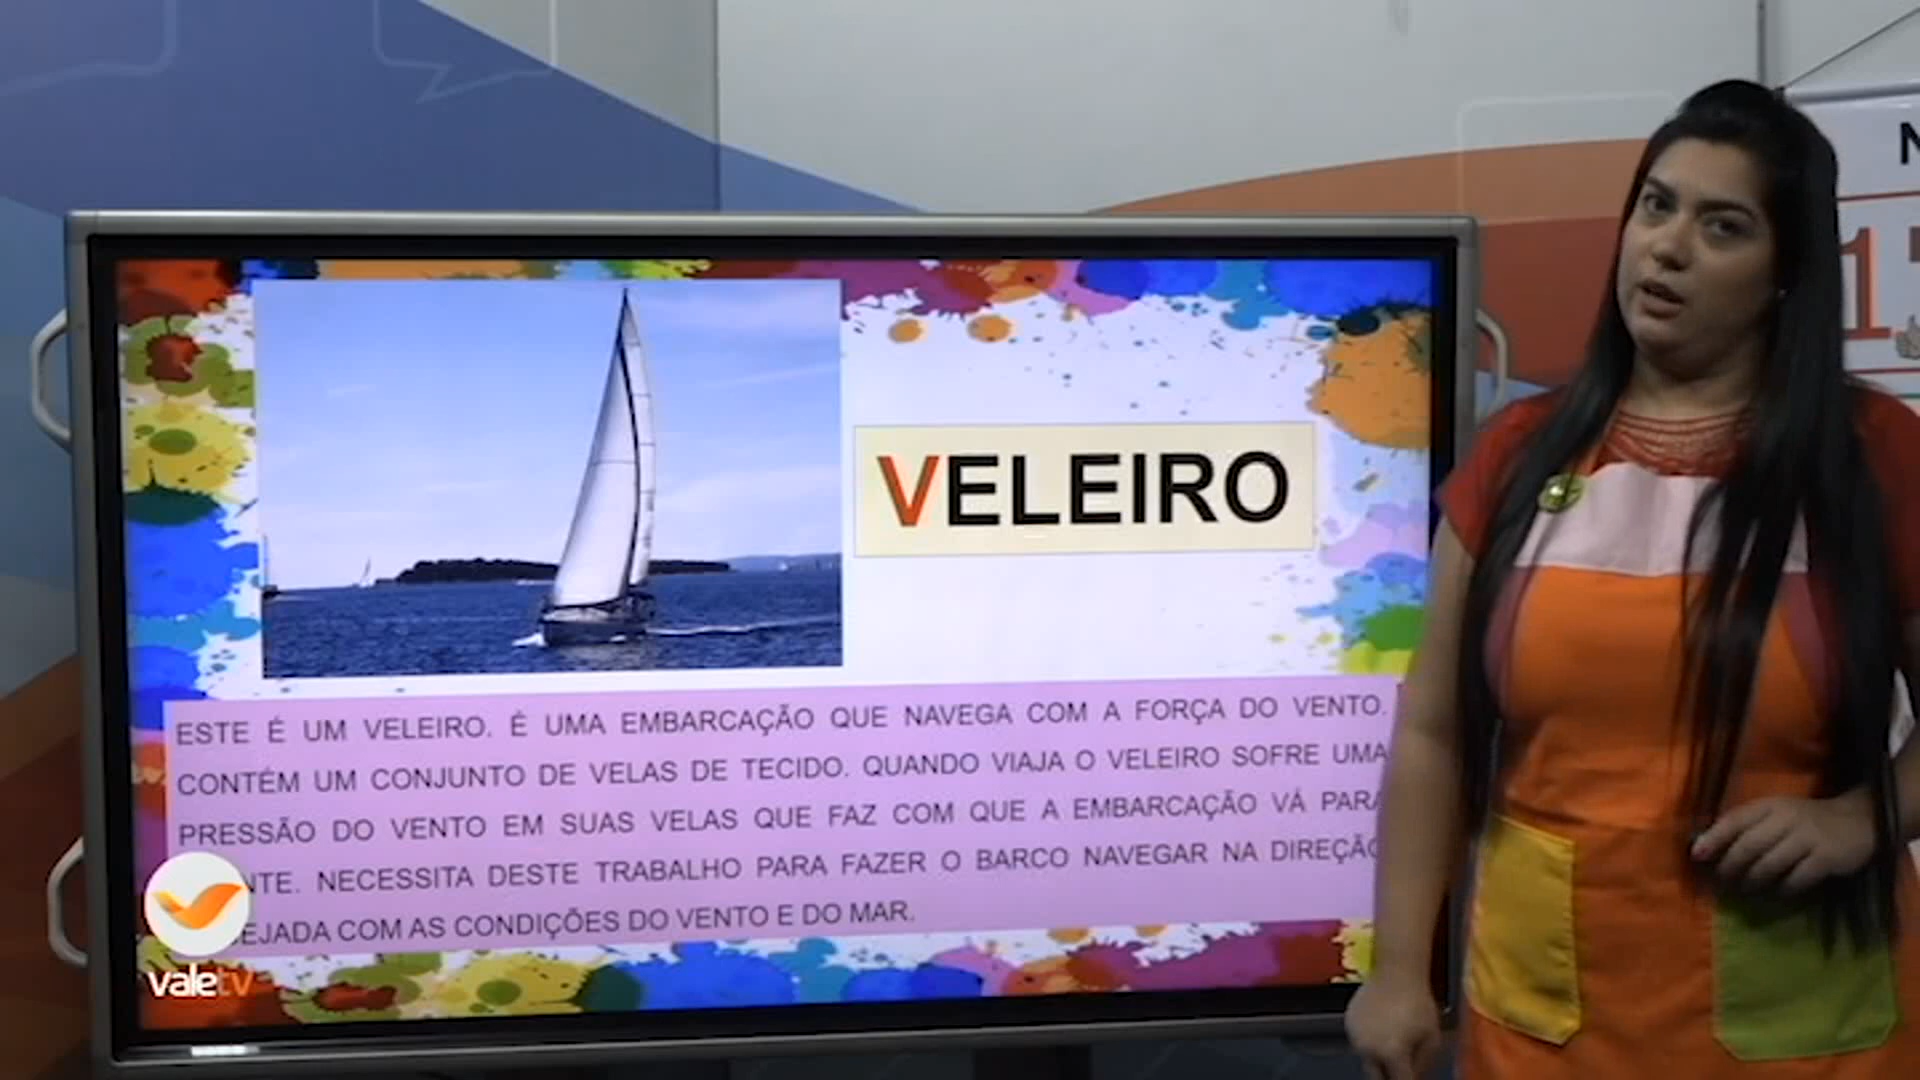 N
1
VELEIRO
ESTE É UM VELEIRO. É UMA EMBARCAÇÃO QUE NAVEGA COM A FORÇA DO VENTO.
CONTÉM UM CONJUNTO DE VELAS DE TECIDO. QUANDO VIAJA O VELEIRO SOFRE UMA
PRESSÃO DO VENTO EM SUAS VELAS QUE FAZ COM QUE A EMBARCAÇÃO VÁ PARA
NTE. NECESSITA DESTE TRABALHO PARA FAZER O BARCO NAVEGAR NA DIREÇÃO
EJADA COM AS CONDIÇÕES DO VENTO E DO MAR.
valetv